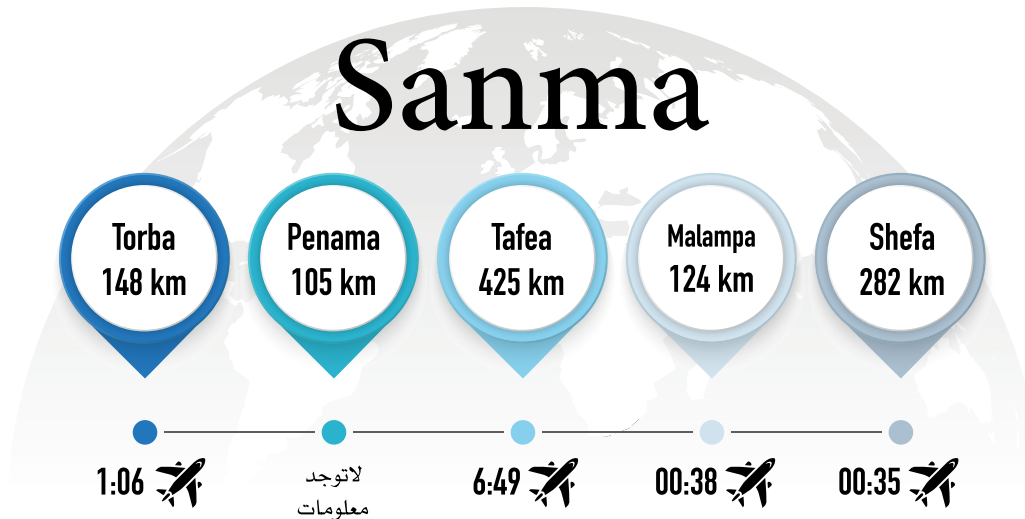 Sanma
Torba
148 km
Penama
105 km
Tafea
425 km
Malampa
124 km
Shefa
282 km
1:06
لاتوجد
معلومات
6:49
00:38
00:35